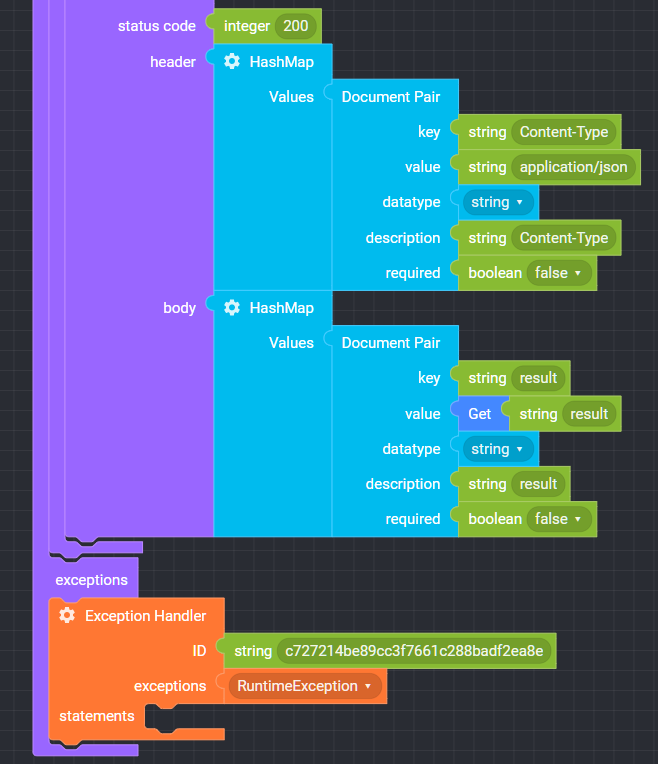 status code integer 200
header HashMap
Values Document Pair
key string Content-Type
value string application/json
datatype string
description string Content-Type
required boolean false
body HashMap
Values Document Pair
key string result
value Get string result
datatype string
description string result
required boolean false
exceptions
Exception Handler
ID string c727214be89cc3f7661c288badf2ea8e
exceptions RuntimeException
statements